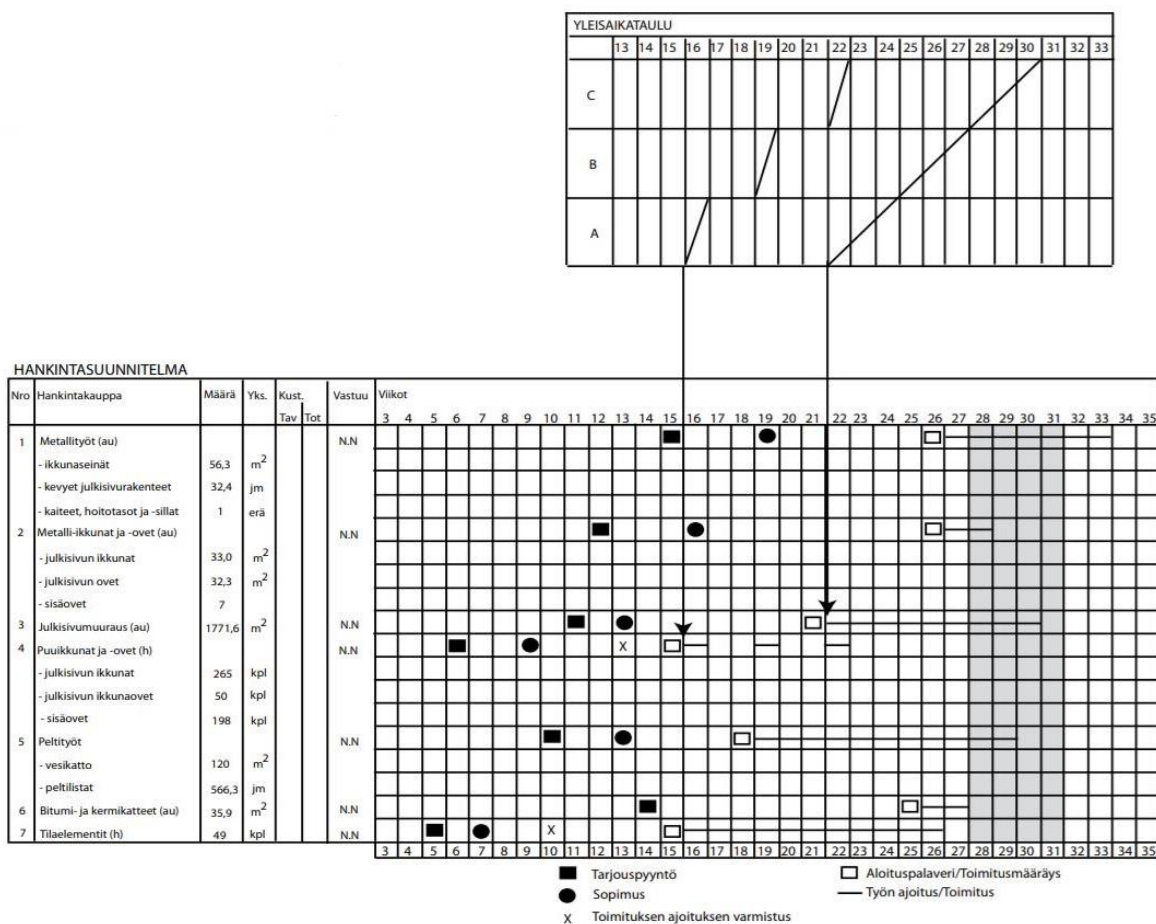 YLEISAIKATAULU
13 14 15 16 17 18 19 20 21 22 23 24 25 26 27 28 29 30 31 32 33
C
B
A
HANKINTASUUNNITELMA
Nro Hankintakauppa Määrä Yks. Kust. Vastuu Viikot
Tav Tot 3 4 5 6 7 8 9 10 11 12 13 14 15 16 17 18 19 20 21 22 23 24 25 26 27 28 29 30 31 32 33 34 35
1 Metallityöt (au) N.N
- ikkunaseinät 56,3 m2
- kevyet julkisivurakenteet 32,4 jm
- kaiteet, hoitotasot ja -sillat 1 erä
2 Metalli-ikkunat ja -ovet (au) N.N
- julkisivun ikkunat 33,0 m2
- julkisivun ovet 32,3 m2
- sisäovet 7
3 Julkisivumuuraus (au) 1771,6 m2 N.N
4 Puuikkunat ja -ovet (h) N.N X
- julkisivun ikkunat 265 kpl
- julkisivun ikkunaovet 50 kpl
- sisäovet 198 kpl
5 Peltityöt N.N
- vesikatto 120 m2
- peltilistat 566,3 jm
6 Bitumi- ja kermikatteet (au) 35,9 m2 N.N
7 Tilaelementit (h) 49 kpl N.N X
3 4 5 6 7 8 9 10 11 12 13 14 15 16 17 18 19 20 21 22 23 24 25 26 27 28 29 30 31 32 33 34 35
Tarjouspyyntö Aloituspalaveri/Toimitusmääräys
Sopimus Työn ajoitus/Toimitus
X Toimituksen ajoituksen varmistus